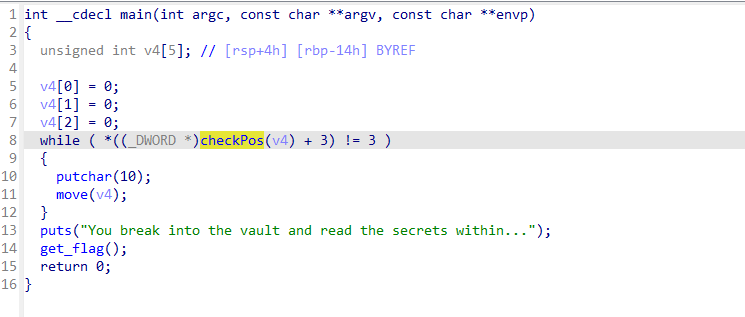 1 int __cdecl main(int argc, const char **argv, const char **envp)
2 {
3   unsigned int v4[5]; // [rsp+4h] [rbp-14h] BYREF
4
5   v4[0] = 0;
6   v4[1] = 0;
7   v4[2] = 0;
8   while ( *((_DWORD *)checkPos(v4) + 3) != 3 )
9   {
10     putchar(10);
11     move(v4);
12   }
13   puts("You break into the vault and read the secrets within...");
14   get_flag();
15   return 0;
16 }